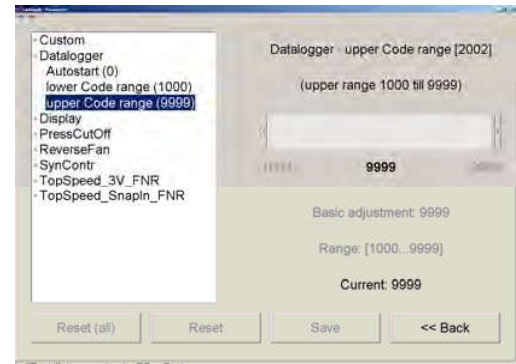 Custom
Datalogger
Autostart (0)
lower Code range (1000)
upper Code range (9999)
Display
PressCutOff
ReverseFan
SynContr
TopSpeed_3V_FNR
TopSpeed_SnapIn_FNR
Datalogger - upper Code range [2002]
(upper range 1000 till 9999)
9999
Basic adjustment: 9999
Range: [1000...9999]
Current: 9999
Reset (all)
Reset
Save
<< Back